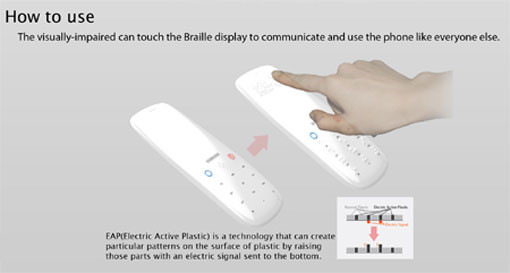 How to use
The visually-impaired can touch the Braille display to communicate and use the phone like everyone else.
Electric Active Plastic
Electric Signal
EAP(Electric Active Plastic) is a technology that can create
particular patterns on the surface of plastic by raising
those parts with an electric signal sent to the bottom.